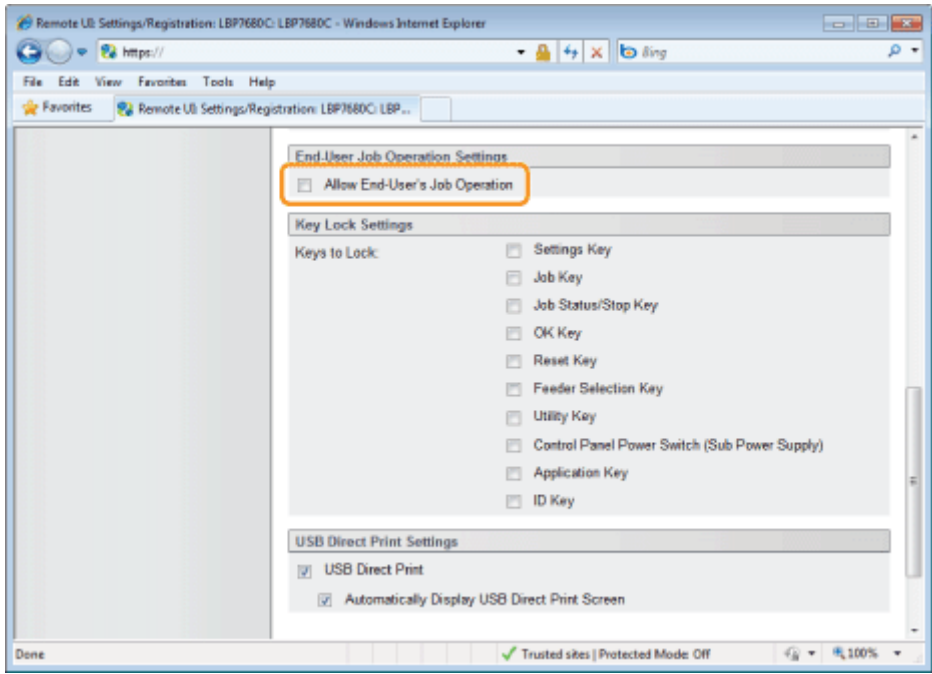 Remote UI: Settings/Registration: LBP7680C: LBP7680C - Windows Internet Explorer
https://
Bing
File Edit View Favorites Tools Help
Favorites Remote UI: Settings/Registration: LBP7680C: LBP...
End-User Job Operation Settings
Allow End-User's Job Operation
Key Lock Settings
Keys to Lock:
Settings Key
Job Key
Job Status/Stop Key
OK Key
Reset Key
Feeder Selection Key
Utility Key
Control Panel Power Switch (Sub Power Supply)
Application Key
ID Key
USB Direct Print Settings
USB Direct Print
Automatically Display USB Direct Print Screen
Done Trusted sites | Protected Mode: Off 100%